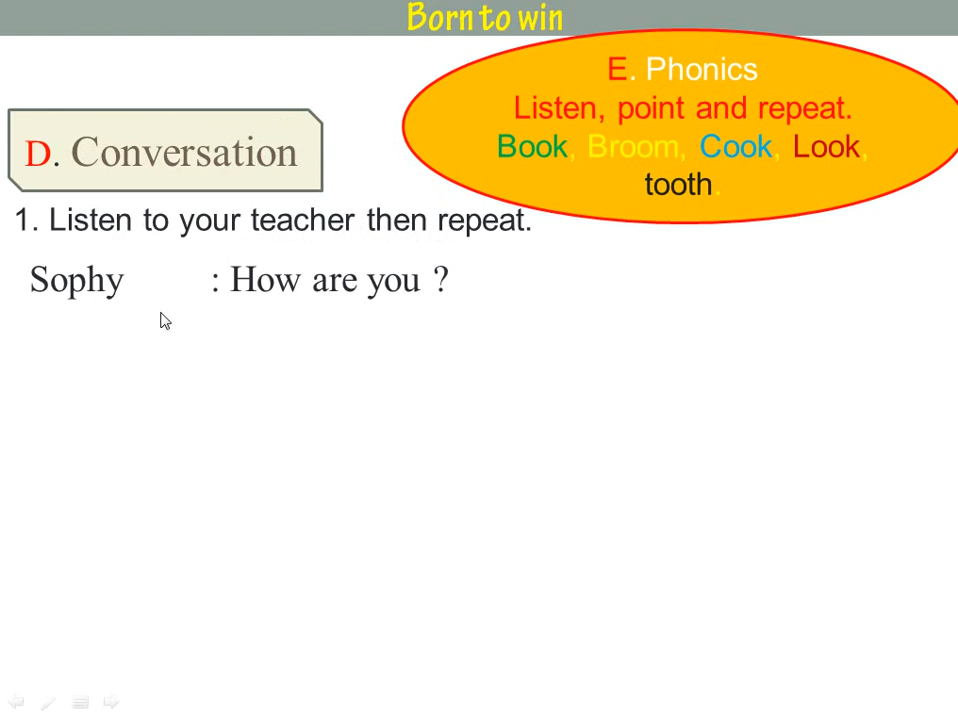 Born to win
E. Phonics
Listen, point and repeat.
Book, Broom, Cook, Look,
tooth.
D. Conversation
1. Listen to your teacher then repeat.
Sophy : How are you ?